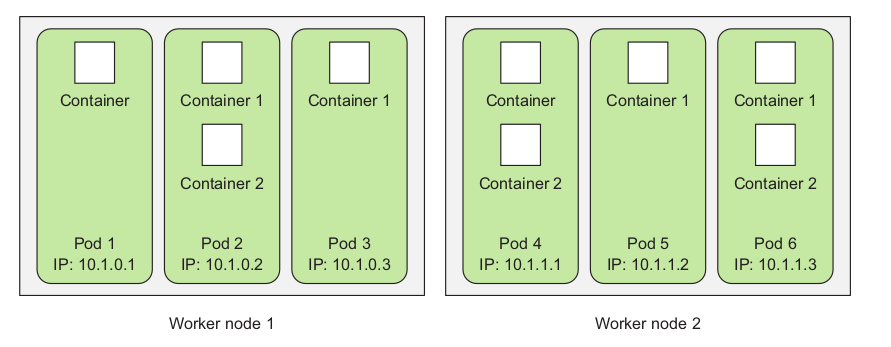 Container
Container 1
Container 2
Container 1
Pod 1
IP: 10.1.0.1
Pod 2
IP: 10.1.0.2
Pod 3
IP: 10.1.0.3
Worker node 1
Container
Container 2
Container 1
Container 1
Container 2
Pod 4
IP: 10.1.1.1
Pod 5
IP: 10.1.1.2
Pod 6
IP: 10.1.1.3
Worker node 2